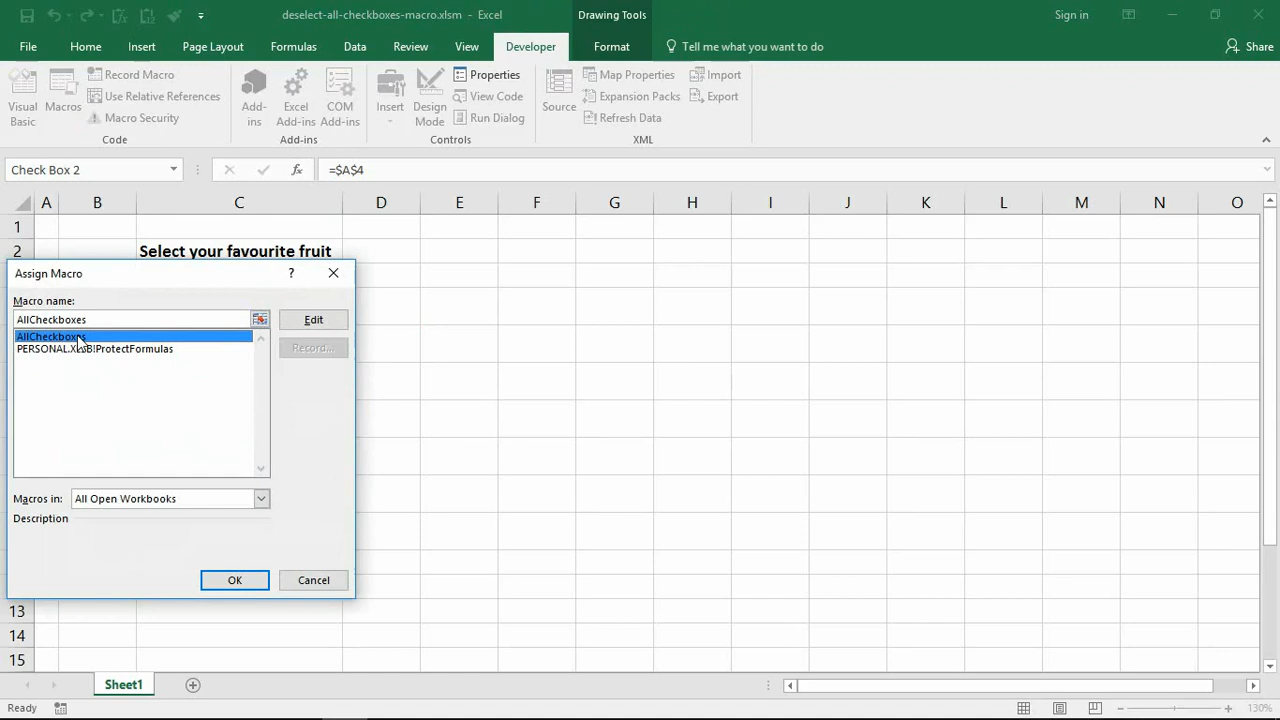 deselect-all-checkboxes-macro.xlsm - Excel
Drawing Tools
Sign in
File Home Insert Page Layout Formulas Data Review View Developer Format Tell me what you want to do Share
Visual Basic
Macros
Record Macro
Use Relative References
Macro Security
Code
Add-ins
Excel Add-ins
COM Add-ins
Add-ins
Insert
Design Mode
Properties
View Code
Run Dialog
Controls
Source
Map Properties
Expansion Packs
Refresh Data
Import
Export
XML
Check Box 2
fx
=$A$4
A B C D E F G H I J K L M N O
1
2 Select your favourite fruit
Assign Macro
?
Macro name:
AllCheckboxes
Edit
AllCheckboxes
PERSONAL.XLSB!ProtectFormulas
Record...
Macros in: All Open Workbooks
Description
OK Cancel
13
14
15
Sheet1
Ready
130%